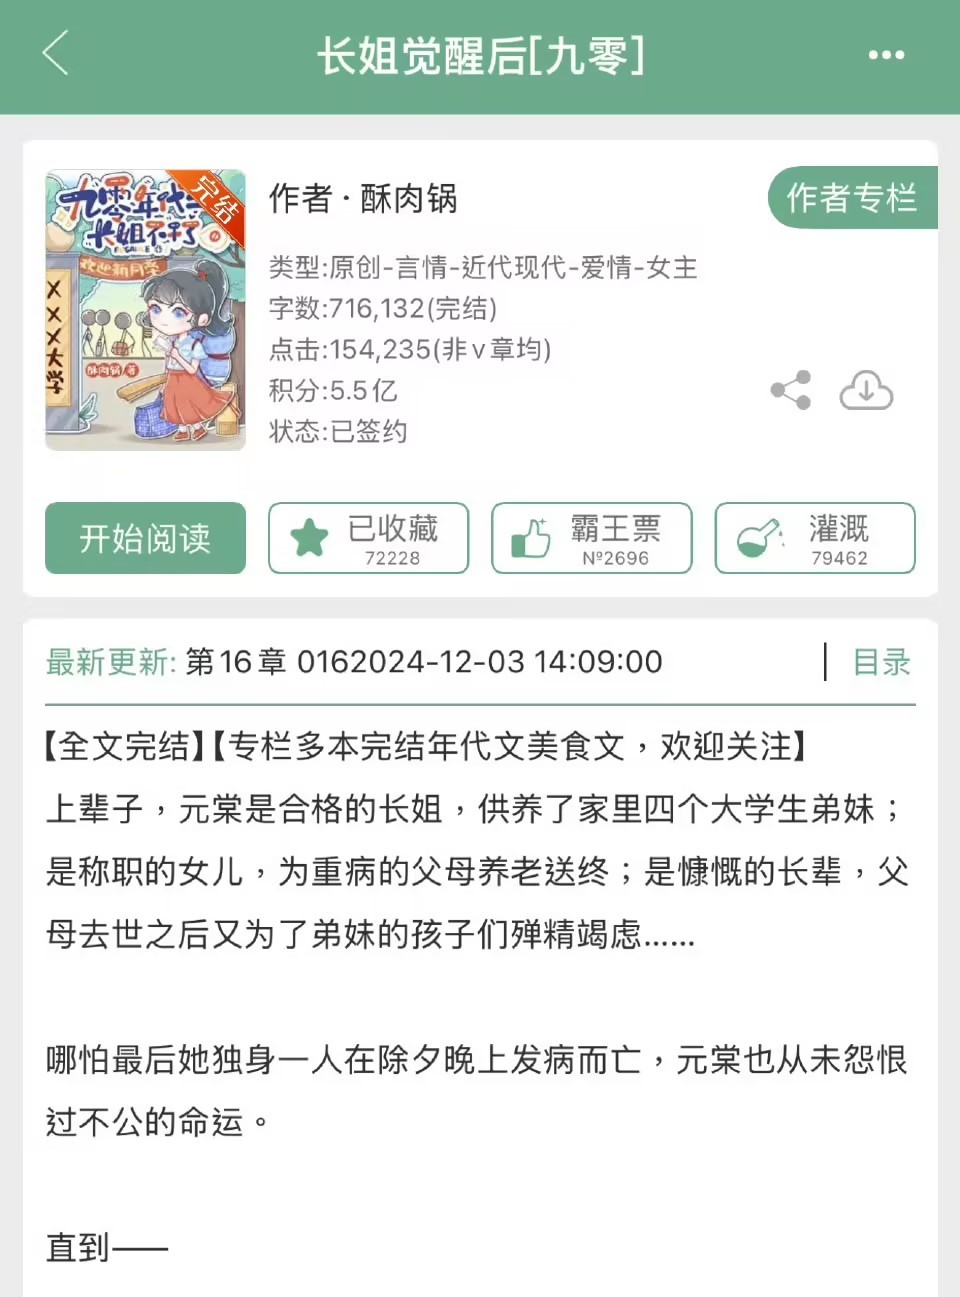 长姐觉醒后[九零]
九零年代
长姐不干了
完结
欢迎新同学
XXX大学
酥肉锅 著
作者·酥肉锅
作者专栏
类型:原创-言情-近代现代-爱情-女主
字数:716,132(完结)
点击:154,235(非v章均)
积分:5.5亿
状态:已签约
开始阅读
已收藏
72228
霸王票
№2696
灌溉
79462
最新更新: 第16章 0162024-12-03 14:09:00
目录
【全文完结】【专栏多本完结年代文美食文，欢迎关注】
上辈子，元棠是合格的长姐，供养了家里四个大学生弟妹；
是称职的女儿，为重病的父母养老送终；是慷慨的长辈，父
母去世之后又为了弟妹的孩子们殚精竭虑......
哪怕最后她独身一人在除夕晚上发病而亡，元棠也从未怨恨
过不公的命运。
直到——